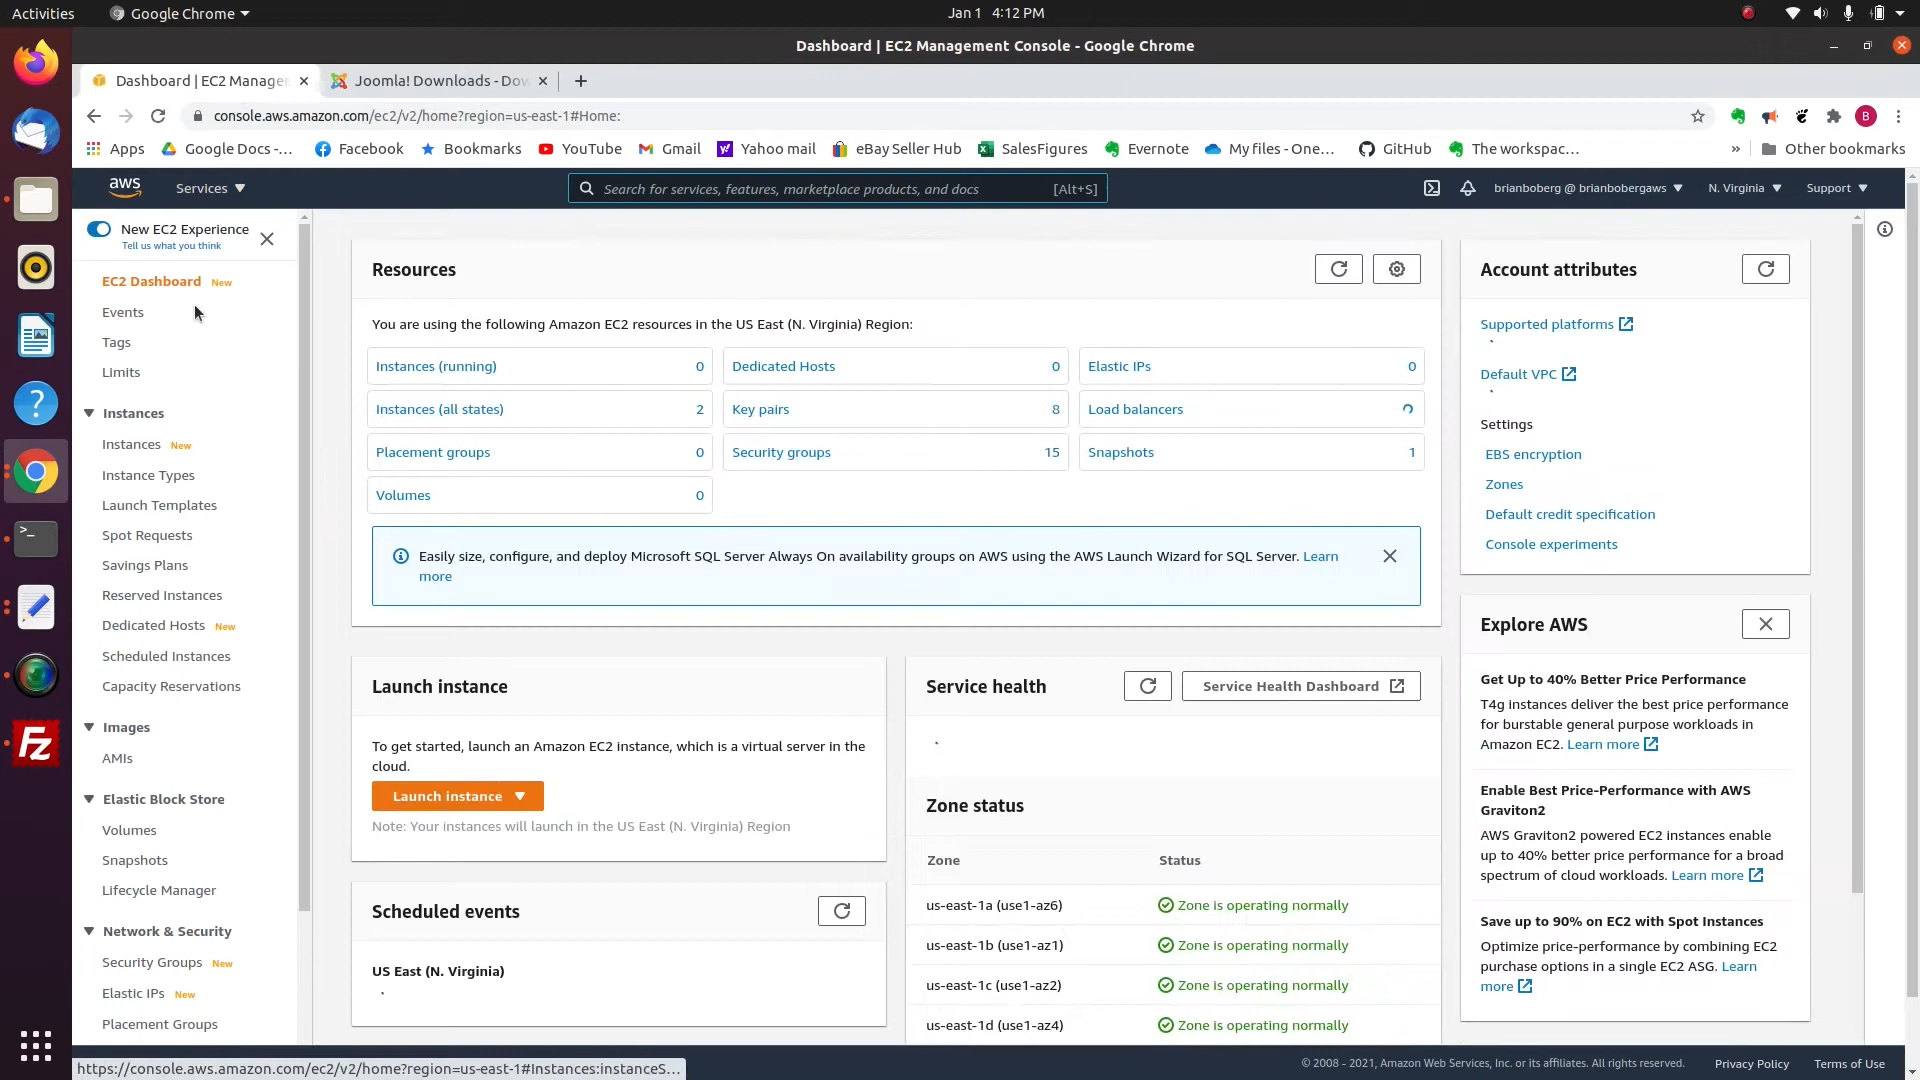 Activities
Google Chrome
Jan 1 4:12 PM
Dashboard | EC2 Management Console - Google Chrome
Dashboard | EC2 Manage
Joomla! Downloads - Dow
console.aws.amazon.com/ec2/v2/home?region=us-east-1#Home:
B
Apps
Google Docs -...
Facebook
Bookmarks
YouTube
Gmail
Yahoo mail
eBay Seller Hub
SalesFigures
Evernote
My files - One...
GitHub
The workspac...
»
Other bookmarks
aws
Services
Search for services, features, marketplace products, and docs
[Alt+S]
brianboberg @ brianbobergaws
N. Virginia
Support
New EC2 Experience
Tell us what you think
EC2 Dashboard New
Events
Tags
Limits
Instances
Instances New
Instance Types
Launch Templates
Spot Requests
Savings Plans
Reserved Instances
Dedicated Hosts New
Scheduled Instances
Capacity Reservations
Images
AMIs
Elastic Block Store
Volumes
Snapshots
Lifecycle Manager
Network & Security
Security Groups New
Elastic IPs New
Placement Groups
Resources
You are using the following Amazon EC2 resources in the US East (N. Virginia) Region:
Instances (running) 0
Dedicated Hosts 0
Elastic IPs 0
Instances (all states) 2
Key pairs 8
Load balancers
Placement groups 0
Security groups 15
Snapshots 1
Volumes 0
Easily size, configure, and deploy Microsoft SQL Server Always On availability groups on AWS using the AWS Launch Wizard for SQL Server. Learn
more
Launch instance
To get started, launch an Amazon EC2 instance, which is a virtual server in the
cloud.
Launch instance
Note: Your instances will launch in the US East (N. Virginia) Region
Scheduled events
US East (N. Virginia)
Service health
Service Health Dashboard
Zone status
Zone Status
us-east-1a (use1-az6) Zone is operating normally
us-east-1b (use1-az1) Zone is operating normally
us-east-1c (use1-az2) Zone is operating normally
us-east-1d (use1-az4) Zone is operating normally
Account attributes
Supported platforms
Default VPC
Settings
EBS encryption
Zones
Default credit specification
Console experiments
Explore AWS
Get Up to 40% Better Price Performance
T4g instances deliver the best price performance
for burstable general purpose workloads in
Amazon EC2. Learn more
Enable Best Price-Performance with AWS
Graviton2
AWS Graviton2 powered EC2 instances enable
up to 40% better price performance for a broad
spectrum of cloud workloads. Learn more
Save up to 90% on EC2 with Spot Instances
Optimize price-performance by combining EC2
purchase options in a single EC2 ASG. Learn
more
https://console.aws.amazon.com/ec2/v2/home?region=us-east-1#Instances:instanceS...
© 2008 - 2021, Amazon Web Services, Inc. or its affiliates. All rights reserved.
Privacy Policy
Terms of Use